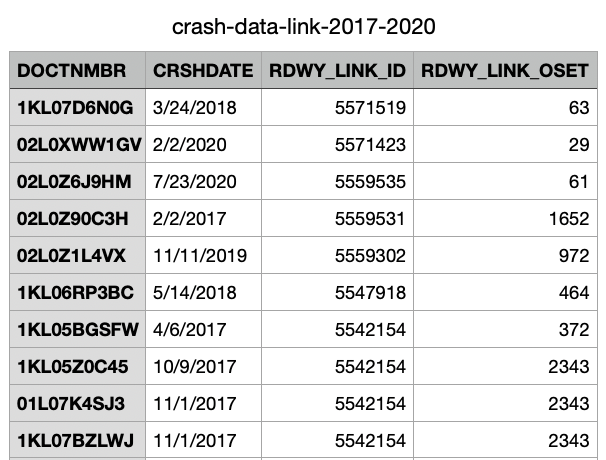 crash-data-link-2017-2020
DOCTNMBR CRSHDATE RDWY_LINK_ID RDWY_LINK_OSET
1KL07D6N0G 3/24/2018 5571519 63
02L0XWW1GV 2/2/2020 5571423 29
02L0Z6J9HM 7/23/2020 5559535 61
02L0Z90C3H 2/2/2017 5559531 1652
02L0Z1L4VX 11/11/2019 5559302 972
1KL06RP3BC 5/14/2018 5547918 464
1KL05BGSFW 4/6/2017 5542154 372
1KL05Z0C45 10/9/2017 5542154 2343
01L07K4SJ3 11/1/2017 5542154 2343
1KL07BZLWJ 11/1/2017 5542154 2343